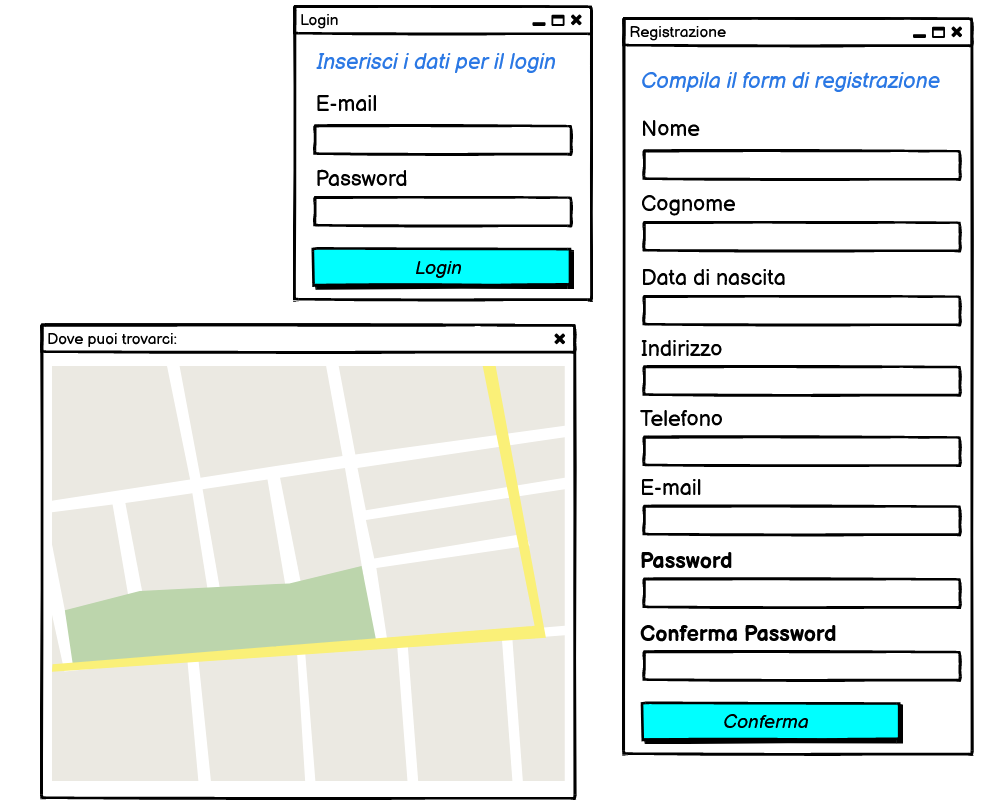 Login
Inserisci i dati per il login
E-mail
Password
Login
Registrazione
Compila il form di registrazione
Nome
Cognome
Data di nascita
Indirizzo
Telefono
E-mail
Password
Conferma Password
Conferma
Dove puoi trovarci: